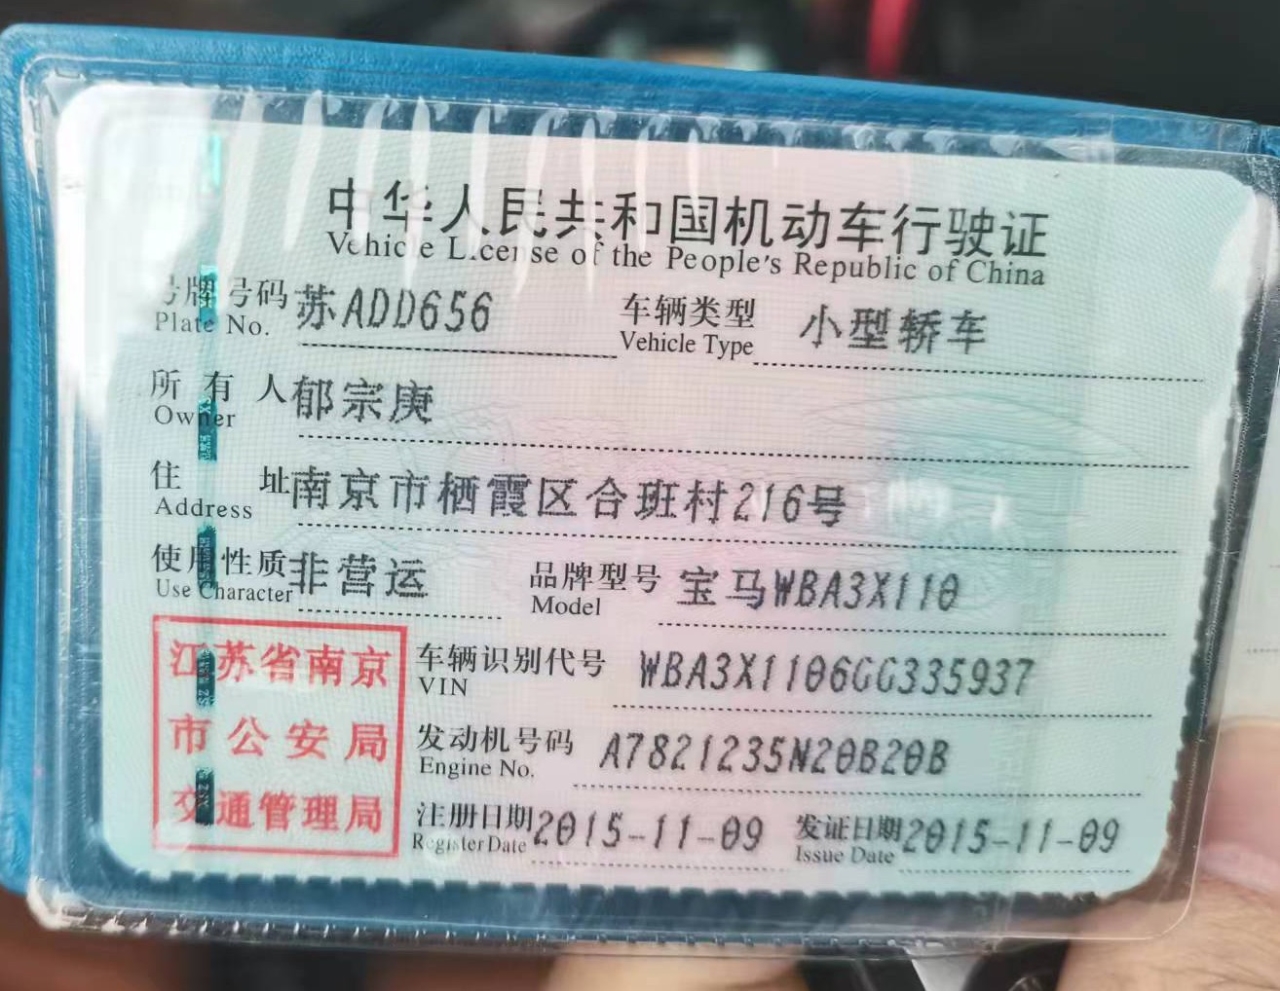 中华人民共和国机动车行驶证
Vehicle License of the People's Republic of China
号牌号码 苏ADD656 车辆类型 小型轿车
Plate No. Vehicle Type
所有人 郁宗庚
Owner
住址 南京市栖霞区合班村216号
Address
使用性质 非营运 品牌型号 宝马WBA3X110
Use Character Model
江苏省南京
市公安局
交通管理局
车辆识别代号 WBA3X1106GG335937
VIN
发动机号码 A7821235N20B20B
Engine No.
注册日期 2015-11-09 发证日期 2015-11-09
Register Date Issue Date